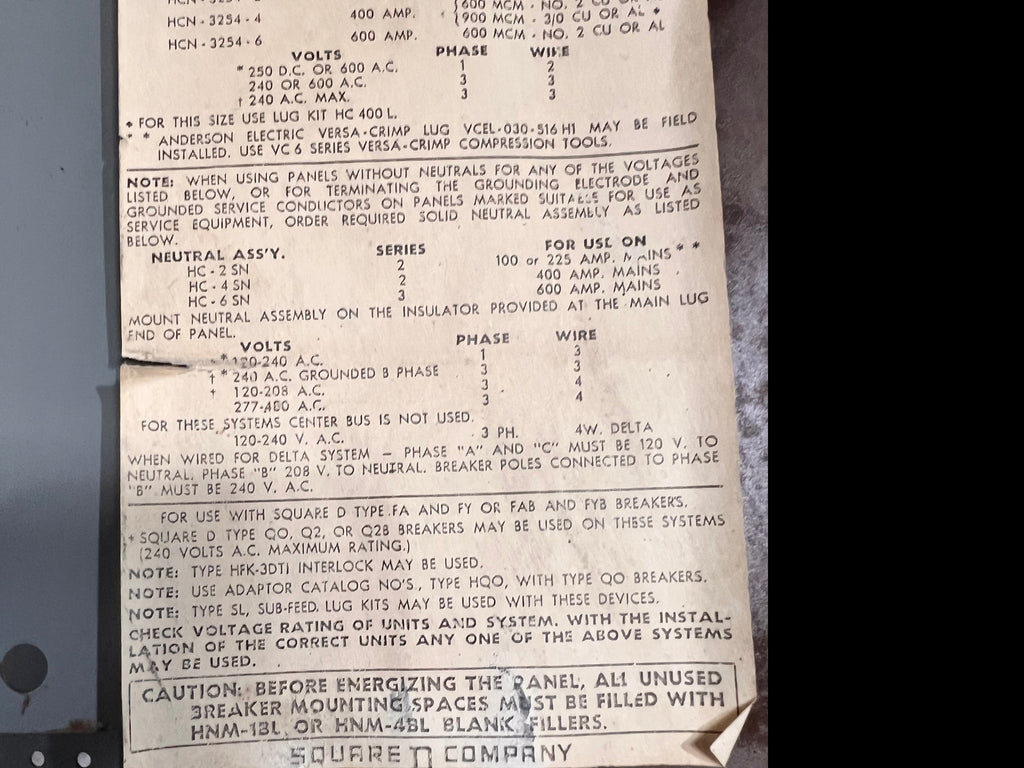 HCN - 3254 - 4 400 AMP. {600 MCM - NO. 2 CU OR AL
{900 MCM - 3/0 CU OR AL *
HCN - 3254 - 6 600 AMP. 600 MCM - NO. 2 CU OR AL
VOLTS PHASE WIRE
* 250 D.C. OR 600 A.C. 1 2
240 OR 600 A.C. 3 3
† 240 A.C. MAX. 3 3
* FOR THIS SIZE USE LUG KIT HC 400 L.
* * ANDERSON ELECTRIC VERSA-CRIMP LUG VCEL-030-516 H1 MAY BE FIELD
INSTALLED. USE VC 6 SERIES VERSA-CRIMP COMPRESSION TOOLS.
NOTE: WHEN USING PANELS WITHOUT NEUTRALS FOR ANY OF THE VOLTAGES
LISTED BELOW, OR FOR TERMINATING THE GROUNDING ELECTRODE AND
GROUNDED SERVICE CONDUCTORS ON PANELS MARKED SUITABLE FOR USE AS
SERVICE EQUIPMENT, ORDER REQUIRED SOLID NEUTRAL ASSEMBLY AS LISTED
BELOW.
NEUTRAL ASS'Y. SERIES FOR USE ON
HC - 2 SN 2 100 or 225 AMP. MAINS * *
HC - 4 SN 2 400 AMP. MAINS
HC - 6 SN 3 600 AMP. MAINS
MOUNT NEUTRAL ASSEMBLY ON THE INSULATOR PROVIDED AT THE MAIN LUG
END OF PANEL.
VOLTS PHASE WIRE
* 120-240 A.C. 1 3
† * 240 A.C. GROUNDED B PHASE 3 3
† 120-208 A.C. 3 4
277-480 A.C. 3 4
FOR THESE SYSTEMS CENTER BUS IS NOT USED.
120-240 V. A.C. 3 PH. 4W. DELTA
WHEN WIRED FOR DELTA SYSTEM – PHASE "A" AND "C" MUST BE 120 V. TO
NEUTRAL, PHASE "B" 208 V. TO NEUTRAL. BREAKER POLES CONNECTED TO PHASE
"B" MUST BE 240 V. A.C.
FOR USE WITH SQUARE D TYPE FA AND FY OR FAB AND FYB BREAKERS.
† SQUARE D TYPE QO, Q2, OR Q2B BREAKERS MAY BE USED ON THESE SYSTEMS
(240 VOLTS A.C. MAXIMUM RATING.)
NOTE: TYPE HFK-3DTI INTERLOCK MAY BE USED.
NOTE: USE ADAPTOR CATALOG NO'S, TYPE HQO, WITH TYPE QO BREAKERS.
NOTE: TYPE SL, SUB-FEED LUG KITS MAY BE USED WITH THESE DEVICES.
CHECK VOLTAGE RATING OF UNITS AND SYSTEM. WITH THE INSTAL-
LATION OF THE CORRECT UNITS ANY ONE OF THE ABOVE SYSTEMS
MAY BE USED.
CAUTION: BEFORE ENERGIZING THE PANEL, ALL UNUSED
BREAKER MOUNTING SPACES MUST BE FILLED WITH
HNM-1BL OR HNM-4BL BLANK FILLERS.
SQUARE D COMPANY